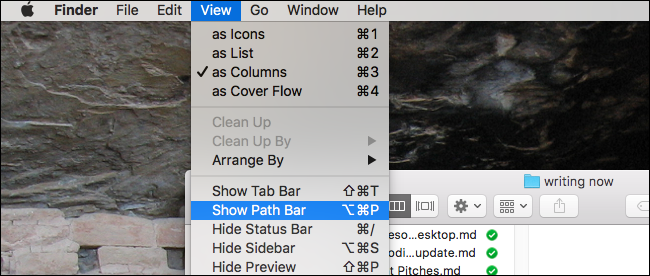 Finder File Edit View Go Window Help
as Icons ⌘1
as List ⌘2
✓ as Columns ⌘3
as Cover Flow ⌘4
Clean Up
Clean Up By ▶
Arrange By ▶
Show Tab Bar ⇧⌘T
Show Path Bar ⌥⌘P
Hide Status Bar ⌘/
Hide Sidebar ⌥⌘S
Hide Preview ⇧⌘P
writing now
...esktop.md
...update.md
Pitches.md